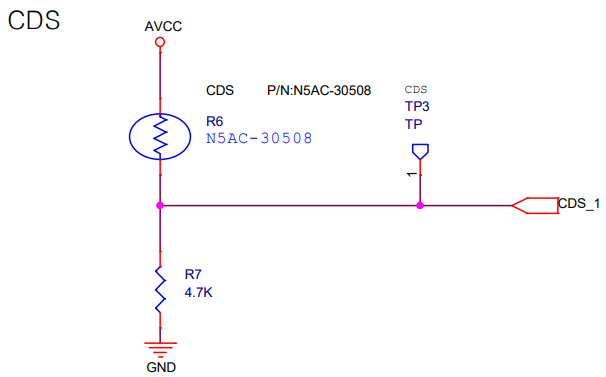 CDS
AVCC
CDS P/N:N5AC-30508
R6
N5AC-30508
CDS
TP3
TP
1
CDS_1
R7
4.7K
GND